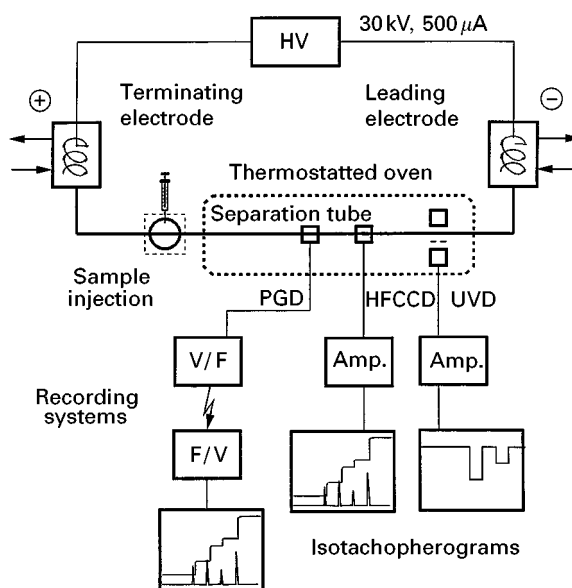 30 kV, 500 μA
HV
+
Terminating
electrode
Leading
electrode
−
Thermostatted oven
Separation tube
Sample
injection
PGD
HFCCD
UVD
V/F
Amp.
Amp.
Recording
systems
F/V
Isotachopherograms